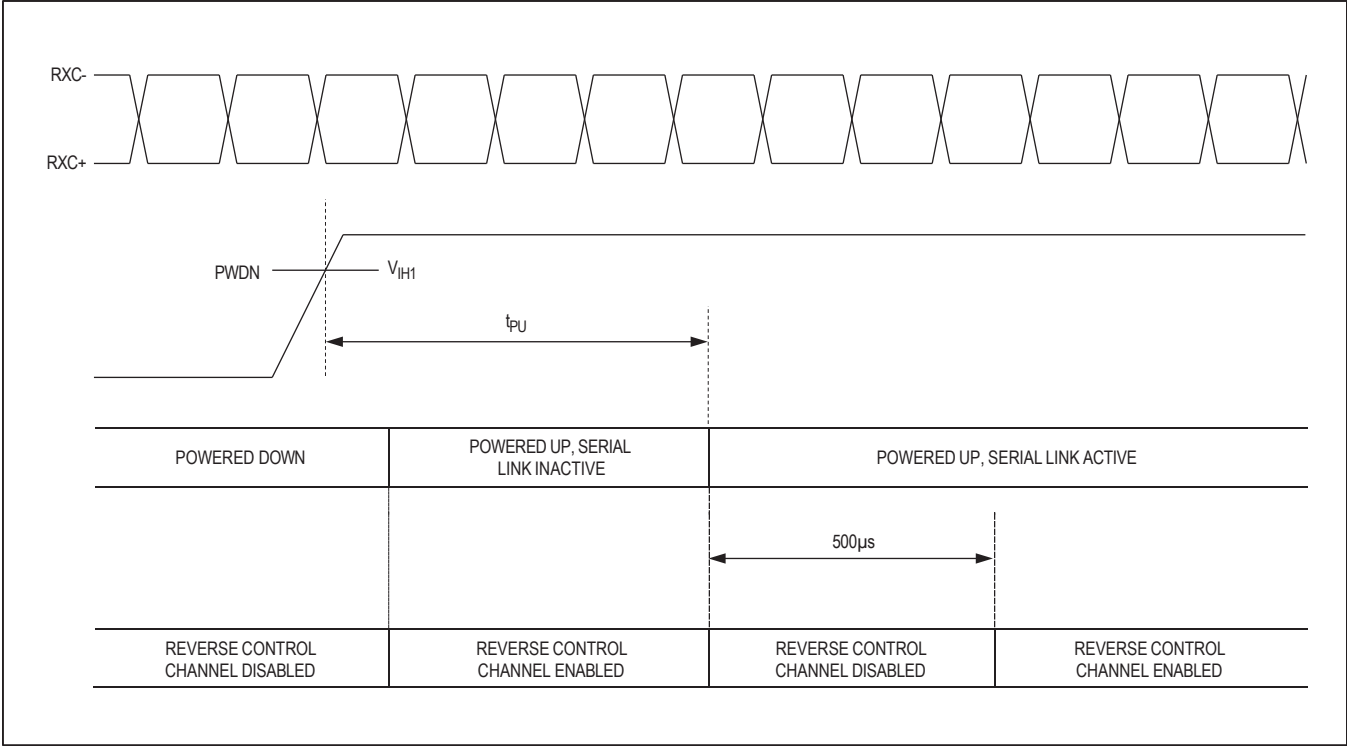 RXC-
RXC+
PWDN
VIH1
tPU
POWERED DOWN
POWERED UP, SERIAL
LINK INACTIVE
POWERED UP, SERIAL LINK ACTIVE
500µs
REVERSE CONTROL
CHANNEL DISABLED
REVERSE CONTROL
CHANNEL ENABLED
REVERSE CONTROL
CHANNEL DISABLED
REVERSE CONTROL
CHANNEL ENABLED